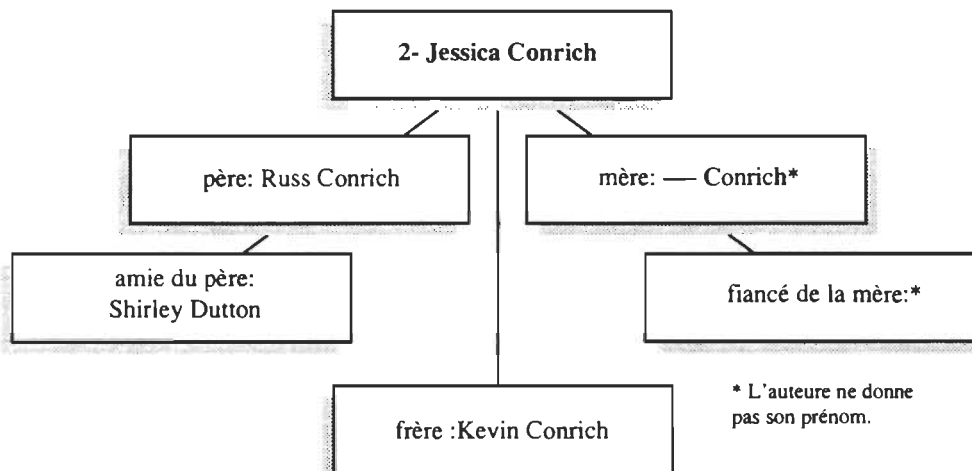 2- Jessica Conrich
père: Russ Conrich
mère: — Conrich*
amie du père:
Shirley Dutton
fiancé de la mère:*
frère :Kevin Conrich
* L'auteure ne donne
pas son prénom.